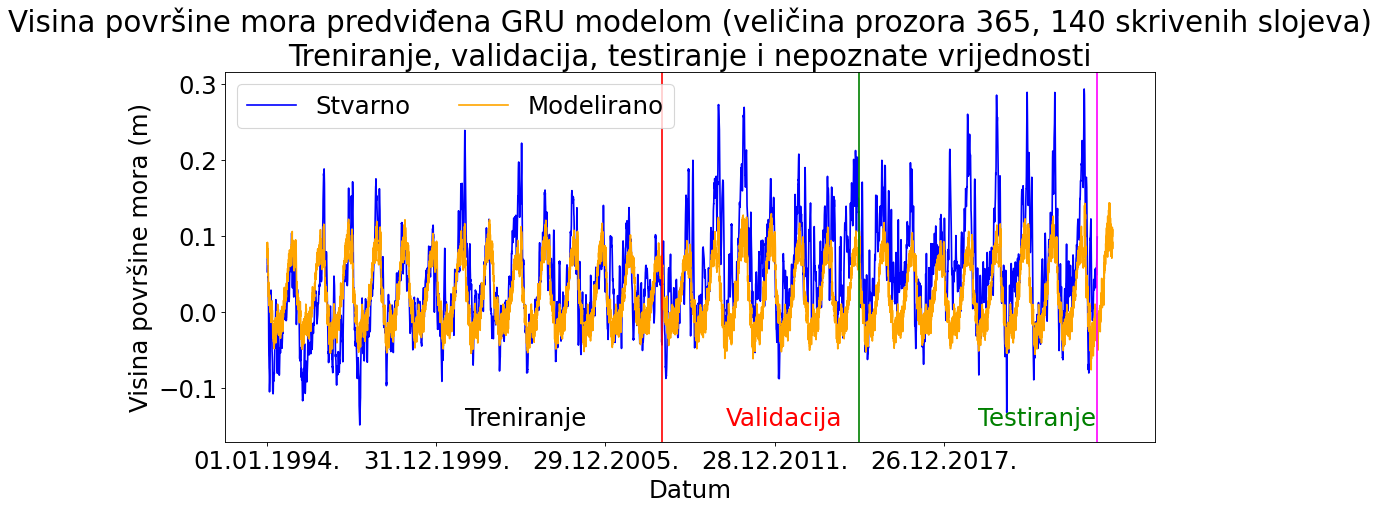 Visina površine mora predviđena GRU modelom (veličina prozora 365, 140 skrivenih slojeva)
Treniranje, validacija, testiranje i nepoznate vrijednosti
Stvarno Modelirano
0.3
0.2
0.1
0.0
−0.1
Visina površine mora (m)
Treniranje Validacija Testiranje
01.01.1994. 31.12.1999. 29.12.2005. 28.12.2011. 26.12.2017.
Datum